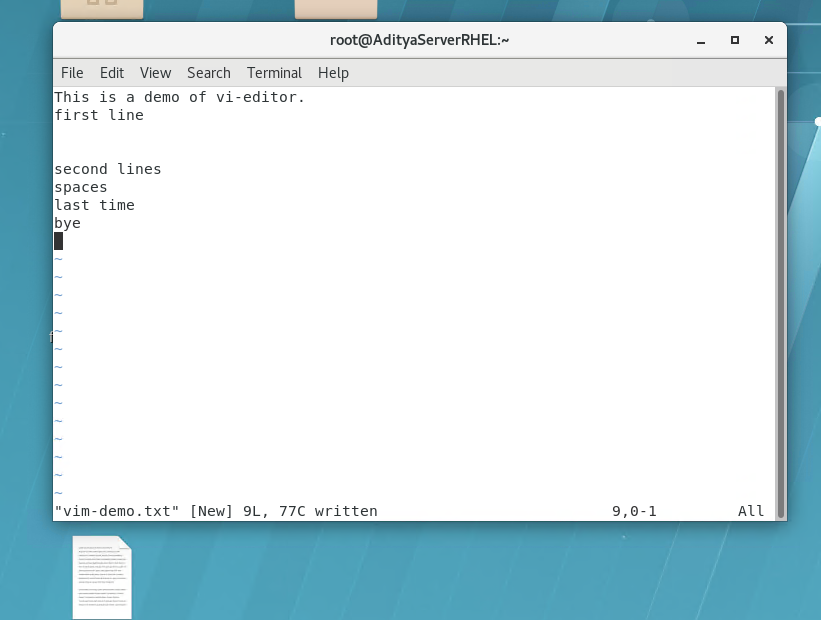 root@AdityaServerRHEL:~
File Edit View Search Terminal Help
This is a demo of vi-editor.
first line
second lines
spaces
last time
bye
~
~
~
~
~
~
~
~
~
~
~
~
~
~
"vim-demo.txt" [New] 9L, 77C written 9,0-1 All